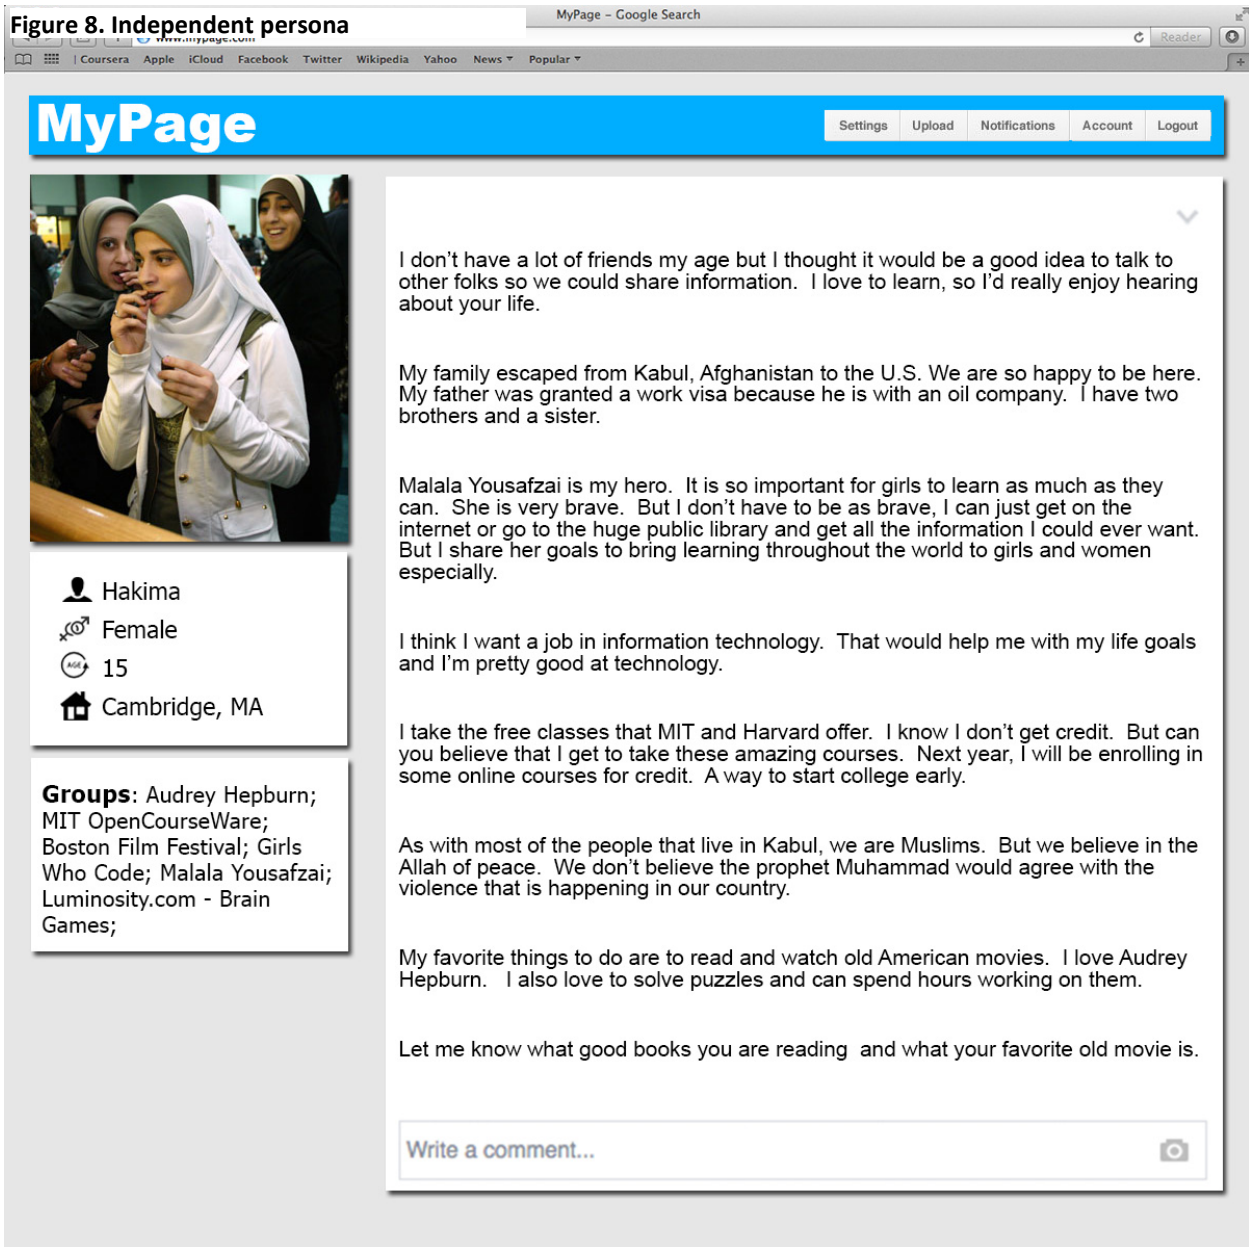 Figure 8. Independent persona
MyPage – Google Search
www.mypage.com
Reader
Coursera Apple iCloud Facebook Twitter Wikipedia Yahoo News Popular
MyPage
Settings Upload Notifications Account Logout
I don't have a lot of friends my age but I thought it would be a good idea to talk to
other folks so we could share information. I love to learn, so I'd really enjoy hearing
about your life.
My family escaped from Kabul, Afghanistan to the U.S. We are so happy to be here.
My father was granted a work visa because he is with an oil company. I have two
brothers and a sister.
Malala Yousafzai is my hero. It is so important for girls to learn as much as they
can. She is very brave. But I don't have to be as brave, I can just get on the
internet or go to the huge public library and get all the information I could ever want.
But I share her goals to bring learning throughout the world to girls and women
especially.
I think I want a job in information technology. That would help me with my life goals
and I'm pretty good at technology.
I take the free classes that MIT and Harvard offer. I know I don't get credit. But can
you believe that I get to take these amazing courses. Next year, I will be enrolling in
some online courses for credit. A way to start college early.
As with most of the people that live in Kabul, we are Muslims. But we believe in the
Allah of peace. We don't believe the prophet Muhammad would agree with the
violence that is happening in our country.
My favorite things to do are to read and watch old American movies. I love Audrey
Hepburn. I also love to solve puzzles and can spend hours working on them.
Let me know what good books you are reading and what your favorite old movie is.
Write a comment...
Hakima
Female
AGE 15
Cambridge, MA
Groups: Audrey Hepburn;
MIT OpenCourseWare;
Boston Film Festival; Girls
Who Code; Malala Yousafzai;
Luminosity.com - Brain
Games;